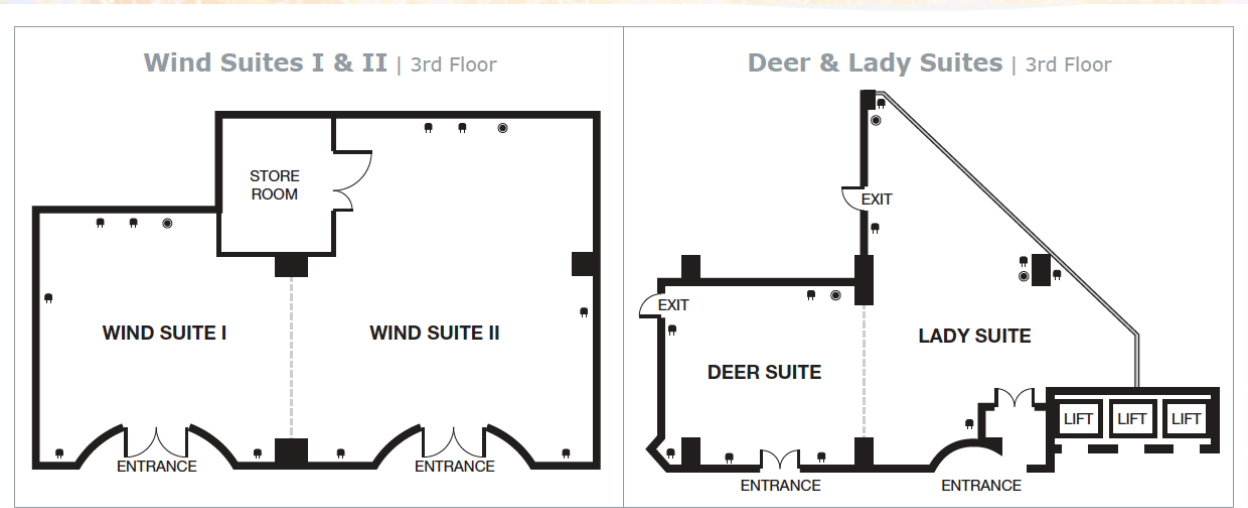 Wind Suites I & II | 3rd Floor
STORE
ROOM
WIND SUITE I
WIND SUITE II
ENTRANCE
ENTRANCE
Deer & Lady Suites | 3rd Floor
EXIT
EXIT
LADY SUITE
DEER SUITE
LIFT
LIFT
LIFT
ENTRANCE
ENTRANCE